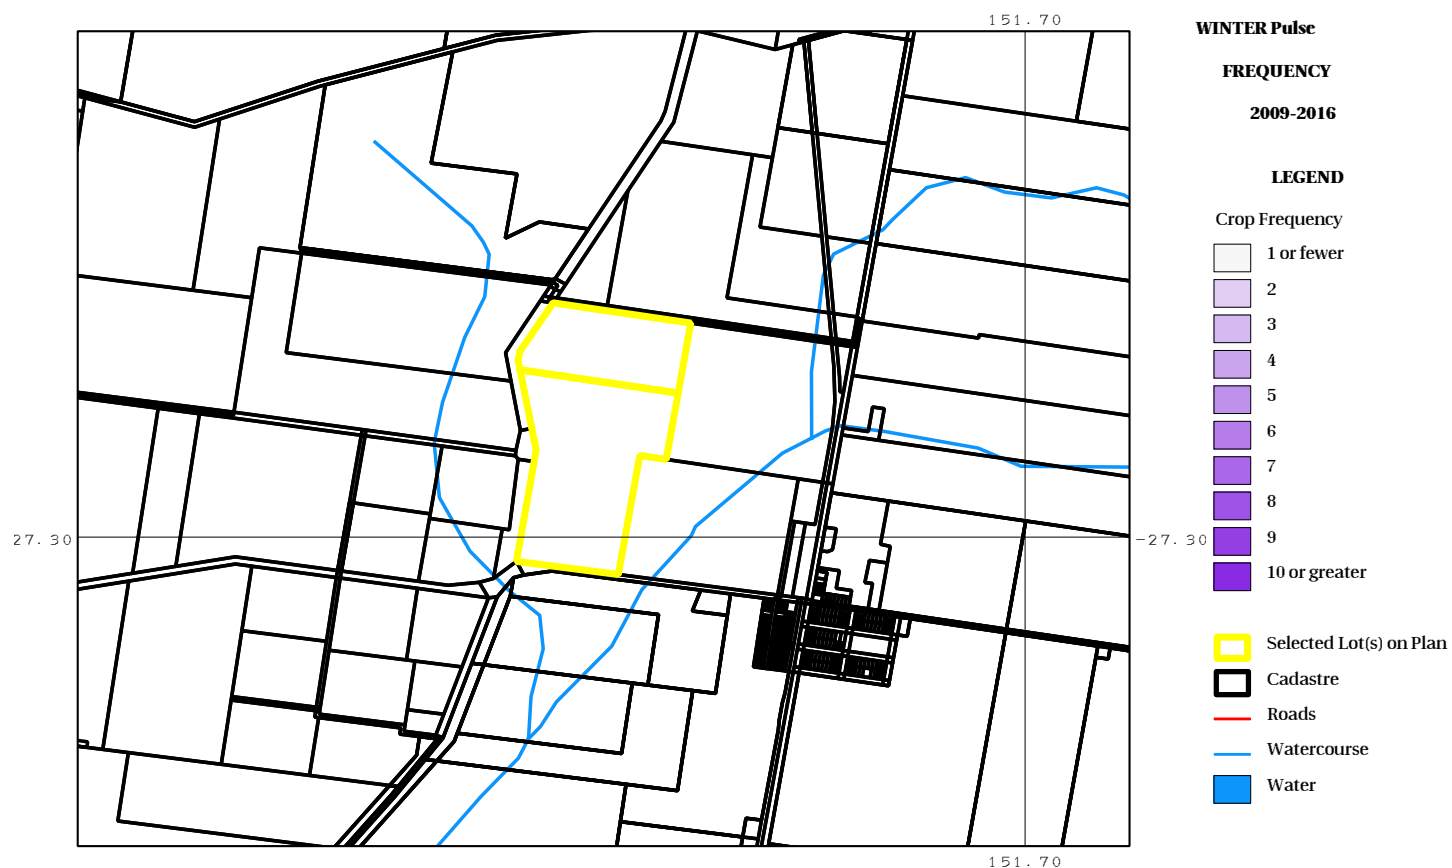 151.70
WINTER Pulse
FREQUENCY
2009-2016
LEGEND
Crop Frequency
1 or fewer
2
3
4
5
6
7
8
9
10 or greater
27.30
-27.30
Selected Lot(s) on Plan
Cadastre
Roads
Watercourse
Water
151.70